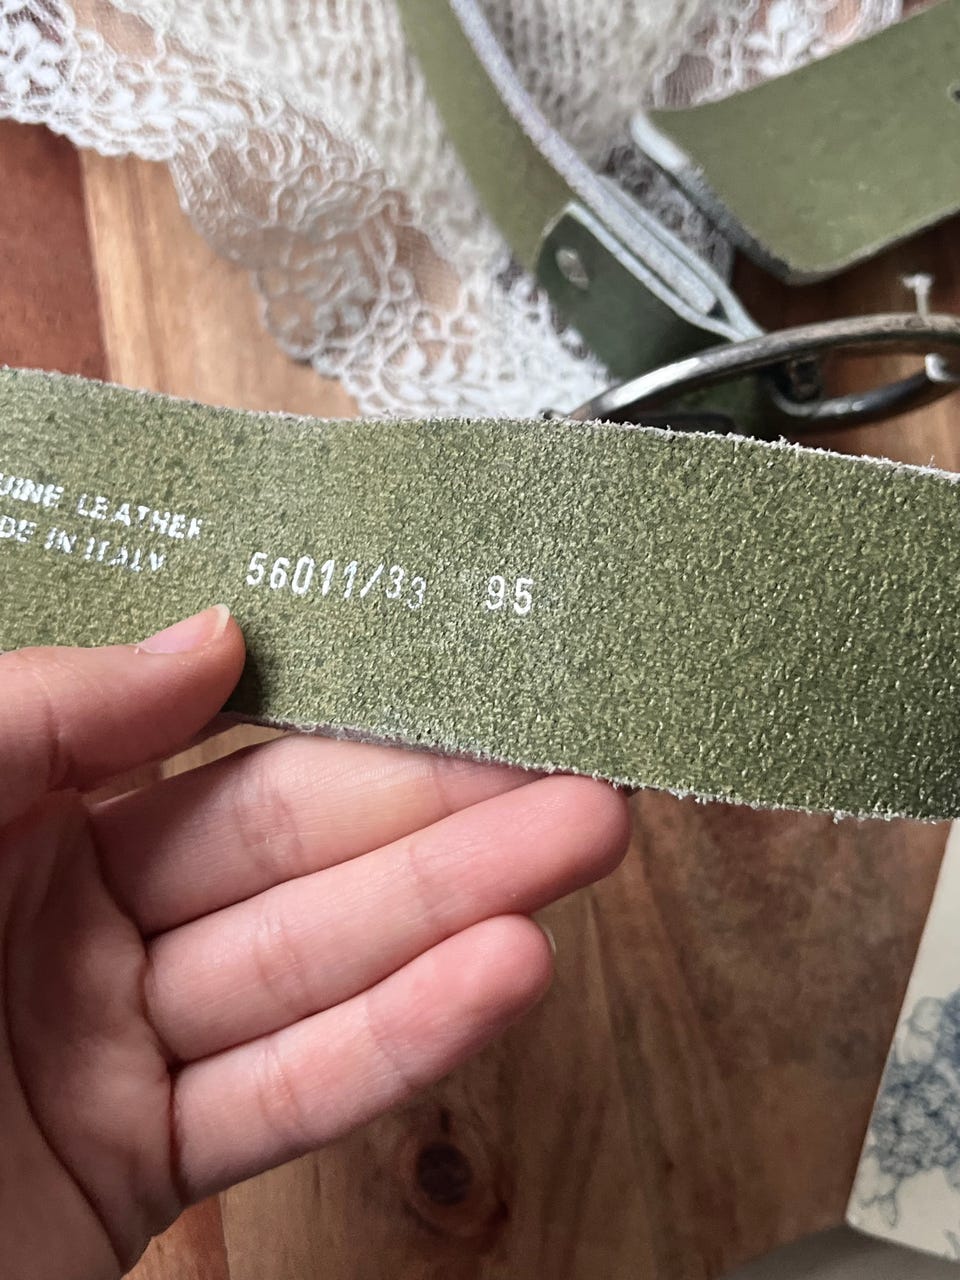 UINE LEATHER
DE IN ITALY
56011/33 95